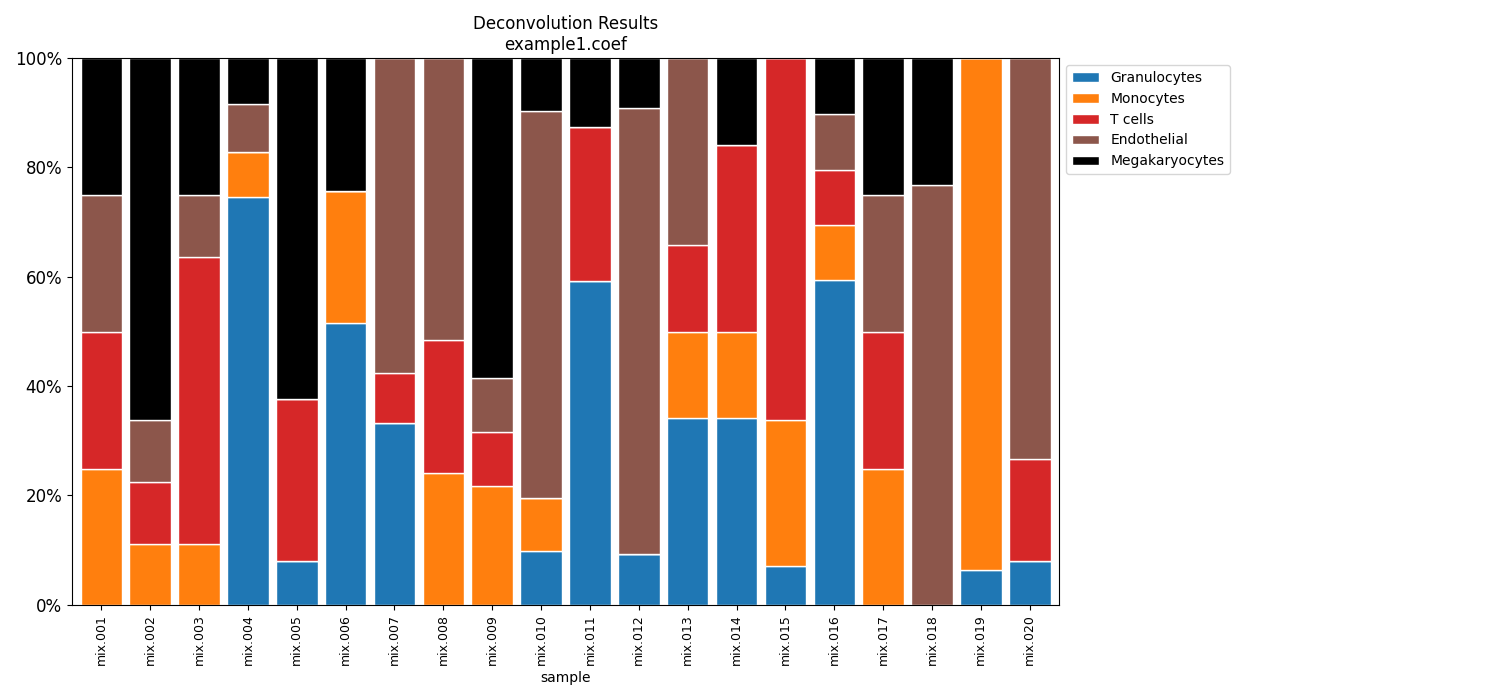 Deconvolution Results
example1.coef
100%
80%
60%
40%
20%
0%
Granulocytes
Monocytes
T cells
Endothelial
Megakaryocytes
mix.001
mix.002
mix.003
mix.004
mix.005
mix.006
mix.007
mix.008
mix.009
mix.010
mix.011
mix.012
mix.013
mix.014
mix.015
mix.016
mix.017
mix.018
mix.019
mix.020
sample